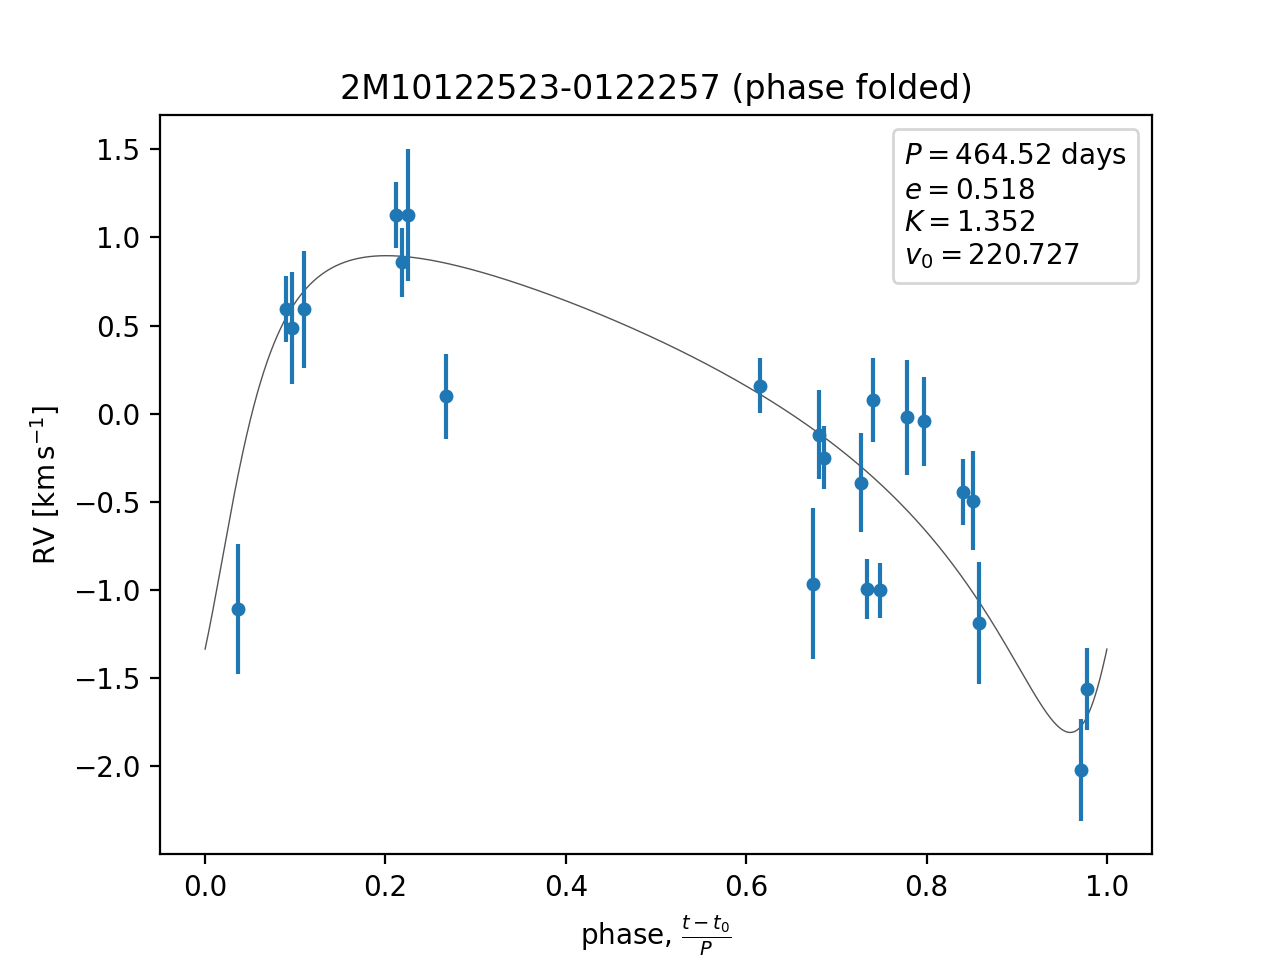 2M10122523-0122257 (phase folded)
P = 464.52 days
e = 0.518
K = 1.352
v₀ = 220.727
RV [km s⁻¹]
1.5
1.0
0.5
0.0
−0.5
−1.0
−1.5
−2.0
0.0 0.2 0.4 0.6 0.8 1.0
phase, (t − t₀)/P